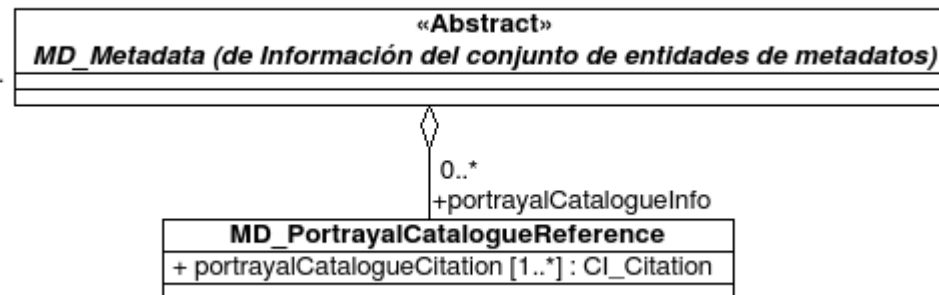 «Abstract»
MD_Metadata (de Información del conjunto de entidades de metadatos)
0..*
+portrayalCatalogueInfo
MD_PortrayalCatalogueReference
+ portrayalCatalogueCitation [1..*] : CI_Citation